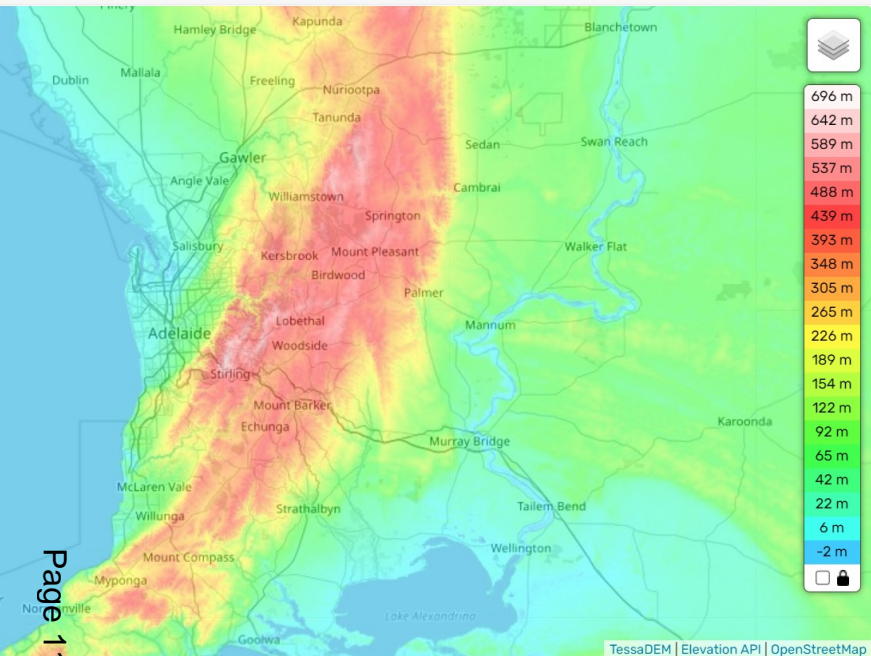 Kapunda
Hamley Bridge
Blanchetown
Dublin
Mallala
Freeling
Nuriootpa
Tanunda
Gawler
Sedan
Swan Reach
Angle Vale
Cambrai
Williamstown
Springton
Salisbury
Kersbrook
Mount Pleasant
Walker Flat
Birdwood
Palmer
Adelaide
Lobethal
Mannum
Woodside
Stirling
Mount Barker
Echunga
Karoonda
Murray Bridge
McLaren Vale
Willunga
Strathalbyn
Tailem Bend
Mount Compass
Wellington
Myponga
Lake Alexandrina
Goolwa
Page 1
696 m
642 m
589 m
537 m
488 m
439 m
393 m
348 m
305 m
265 m
226 m
189 m
154 m
122 m
92 m
65 m
42 m
22 m
6 m
-2 m
TessaDEM | Elevation API | OpenStreetMap